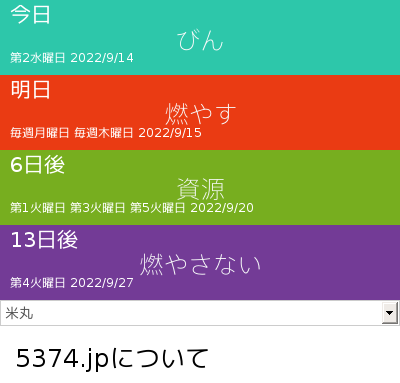 今日
びん
第2水曜日 2022/9/14
明日
燃やす
毎週月曜日 毎週木曜日 2022/9/15
6日後
資源
第1火曜日 第3火曜日 第5火曜日 2022/9/20
13日後
燃やさない
第4火曜日 2022/9/27
米丸
5374.jpについて